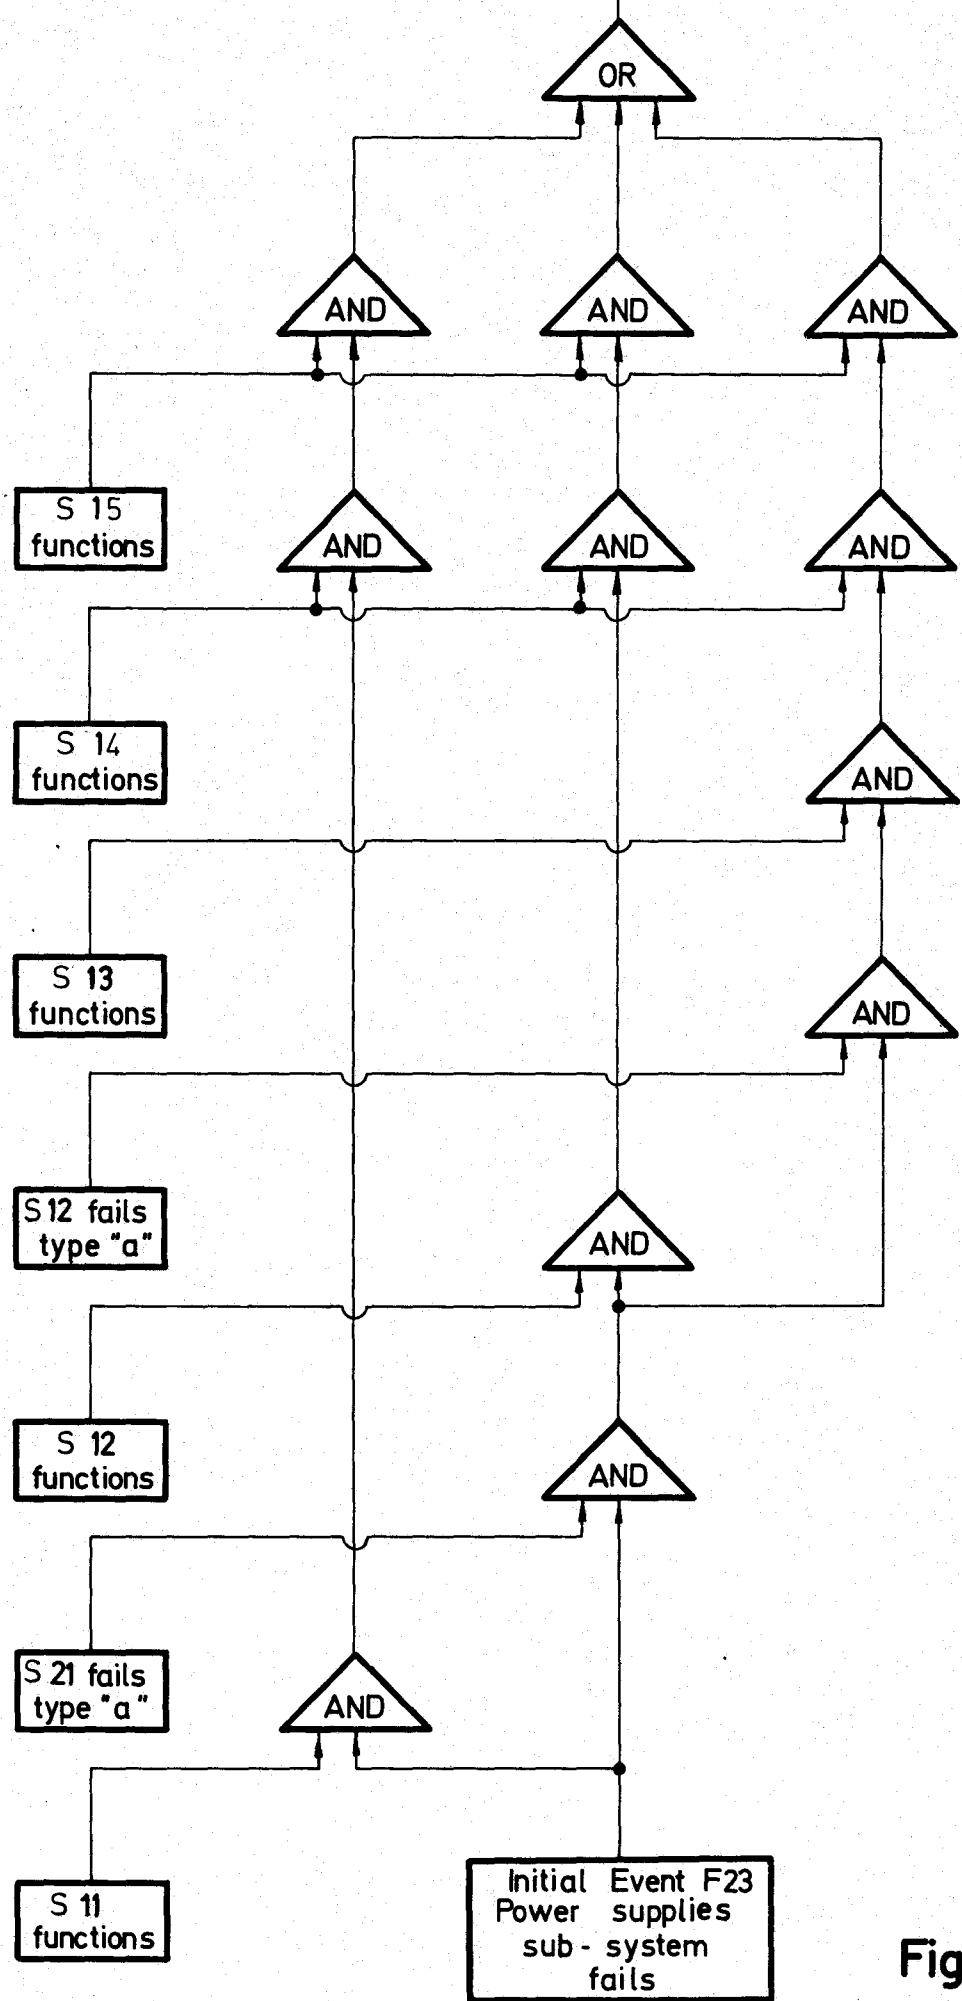 OR
AND AND AND
S 15
functions
AND AND AND
S 14
functions
AND
S 13
functions
AND
S12 fails
type "a"
AND
S 12
functions
AND
S 21 fails
type "a"
AND
S 11
functions
Initial Event F23
Power supplies
sub - system
fails
Fig